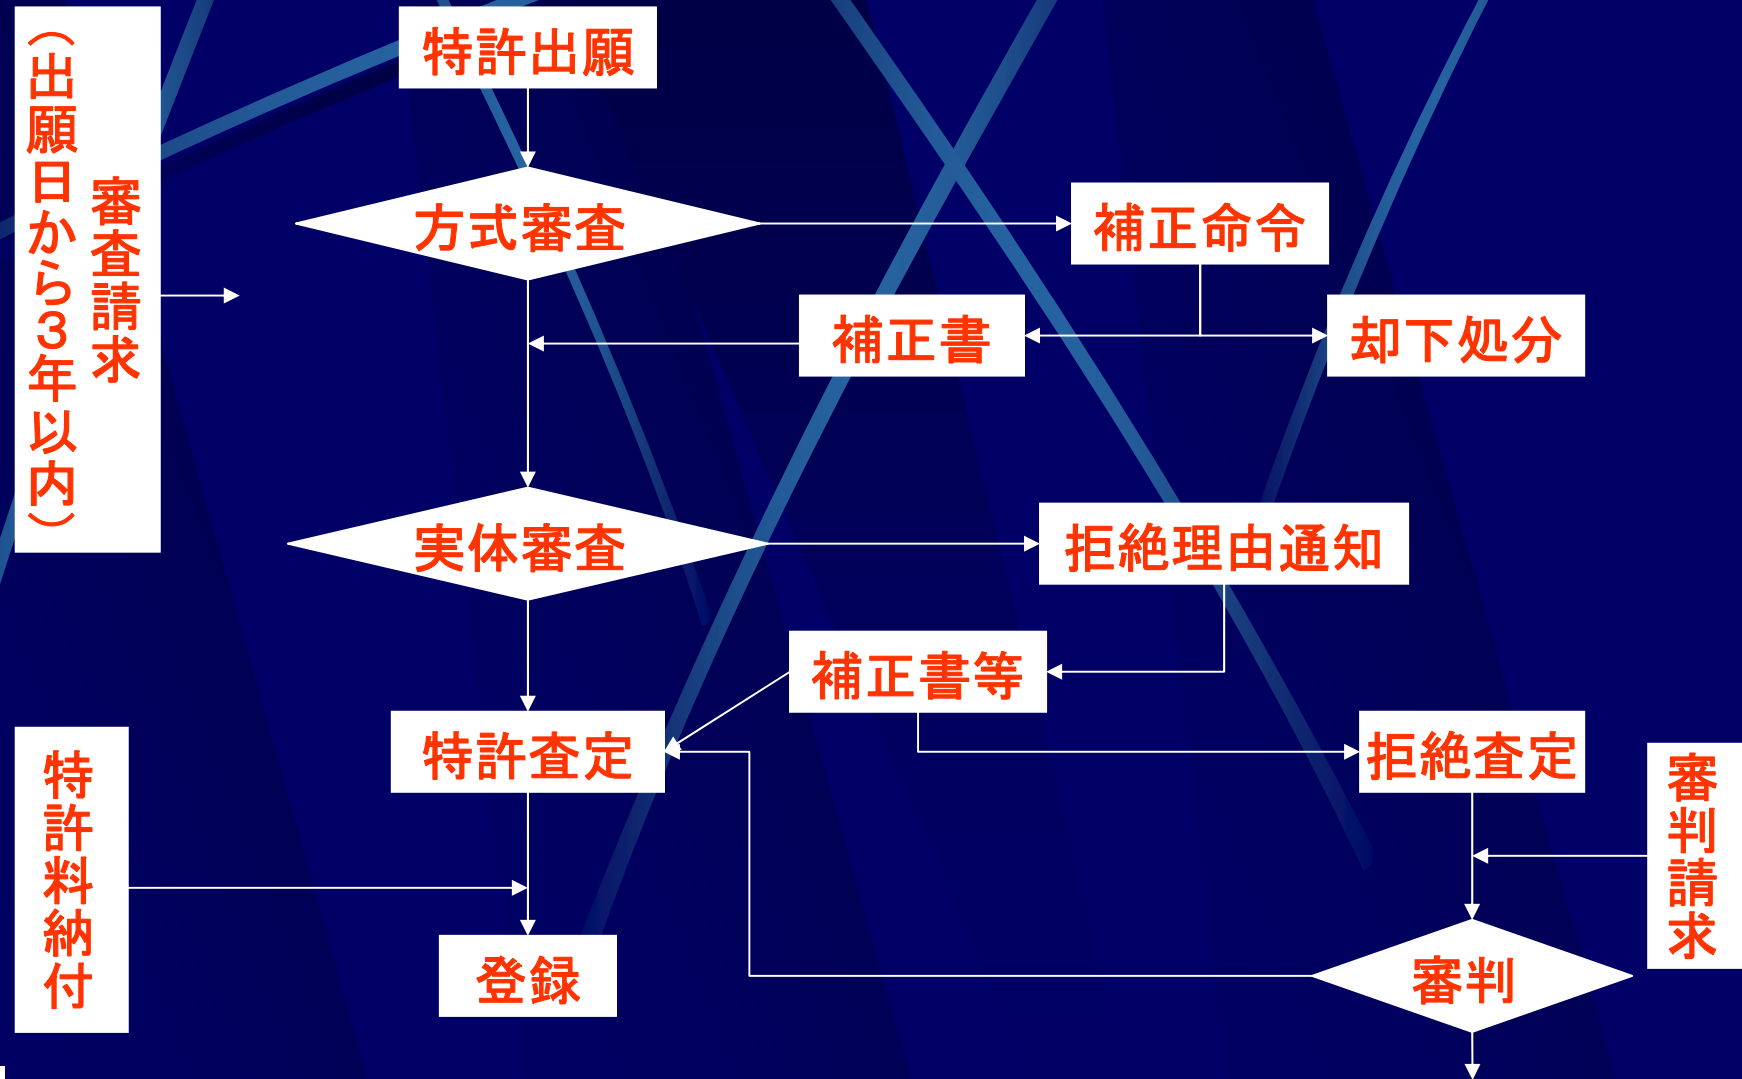 特許出願
審査請求
（出願日から３年以内）
方式審査
補正命令
補正書
却下処分
実体審査
拒絶理由通知
補正書等
特許査定
拒絶査定
特許料納付
審判請求
登録
審判